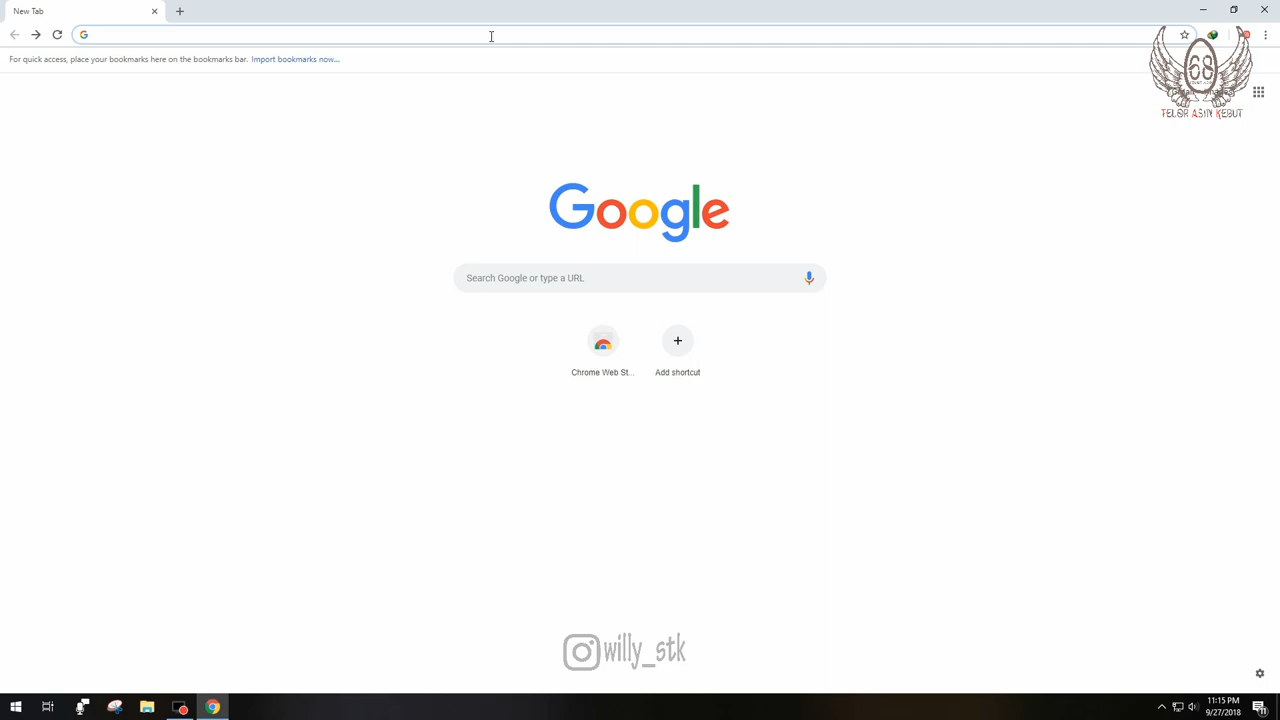 New Tab
For quick access, place your bookmarks here on the bookmarks bar. Import bookmarks now...
68
TELOR ASIN KEBUT
Google
Search Google or type a URL
Chrome Web St...
Add shortcut
willy_stk
11:15 PM
9/27/2018
11